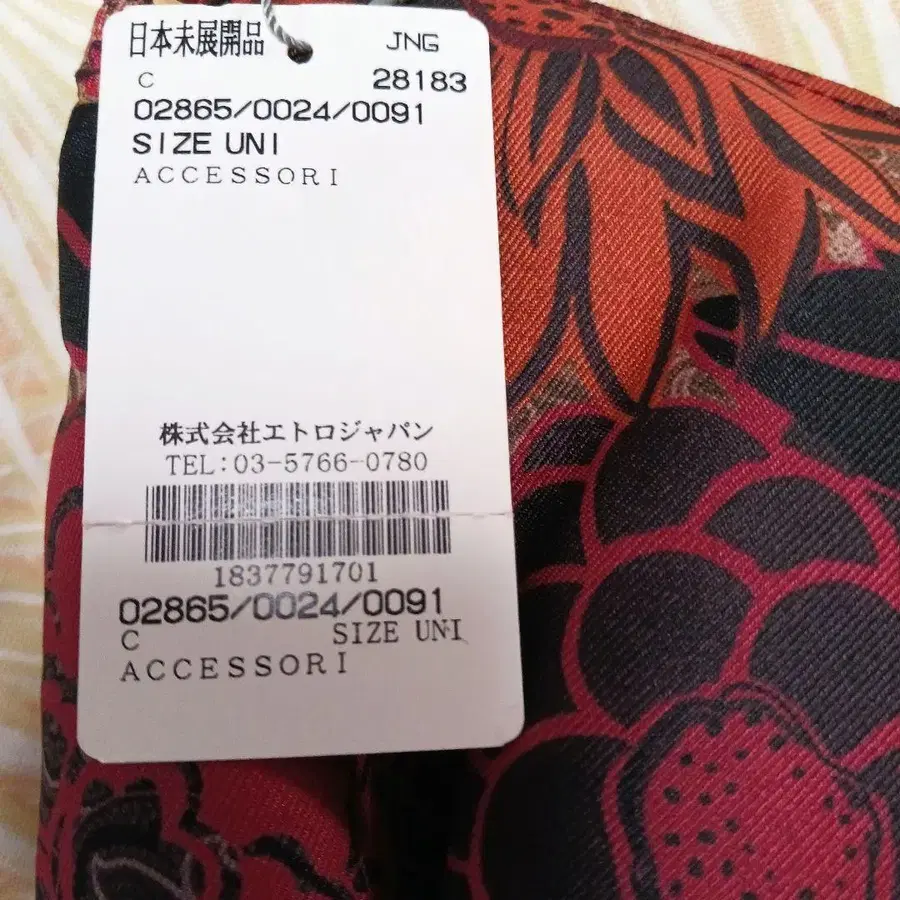 日本未展開品 JNG
C 28183
02865/0024/0091
SIZE UNI
ACCESSORI
株式会社エトロジャパン
TEL:03-5766-0780
1837791701
02865/0024/0091
C SIZE UNI
ACCESSORI